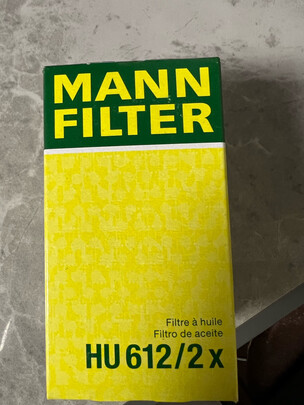 MANN
FILTER
Filtre à huile
Filtro de aceite
HU 612/2 x